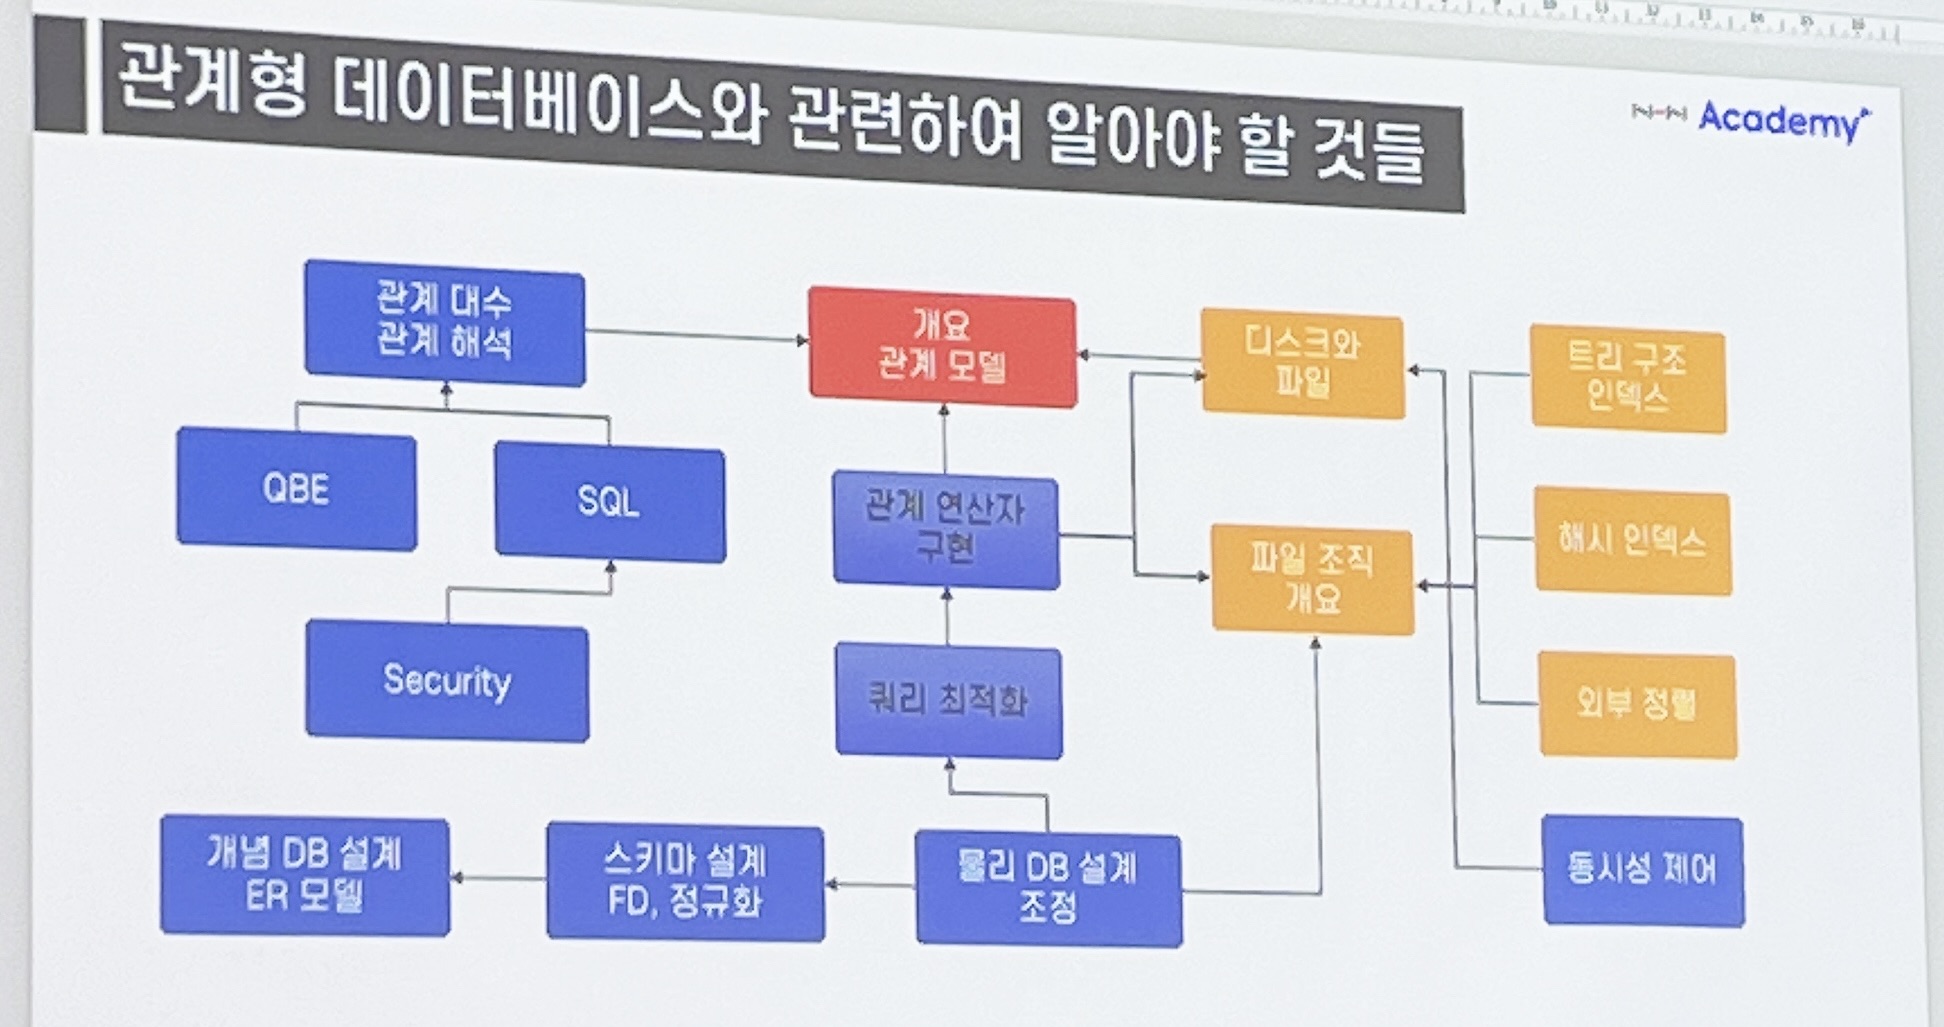 관계형 데이터베이스와 관련하여 알아야 할 것들
Academy
관계 대수
관계 해석
개요
관계 모델
디스크와
파일
트리 구조
인덱스
QBE
SQL
관계 연산자
구현
파일 조직
개요
해시 인덱스
Security
쿼리 최적화
외부 정렬
개념 DB 설계
ER 모델
스키마 설계
FD, 정규화
물리 DB 설계
조정
동시성 제어